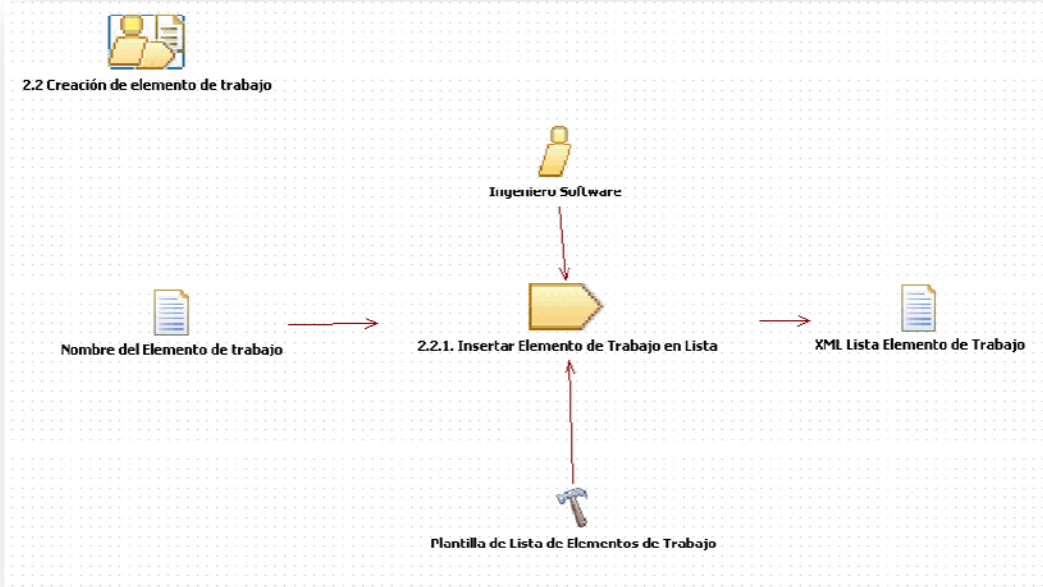 2.2 Creación de elemento de trabajo
Ingeniero Software
Nombre del Elemento de trabajo
2.2.1. Insertar Elemento de Trabajo en Lista
XML Lista Elemento de Trabajo
Plantilla de Lista de Elementos de Trabajo